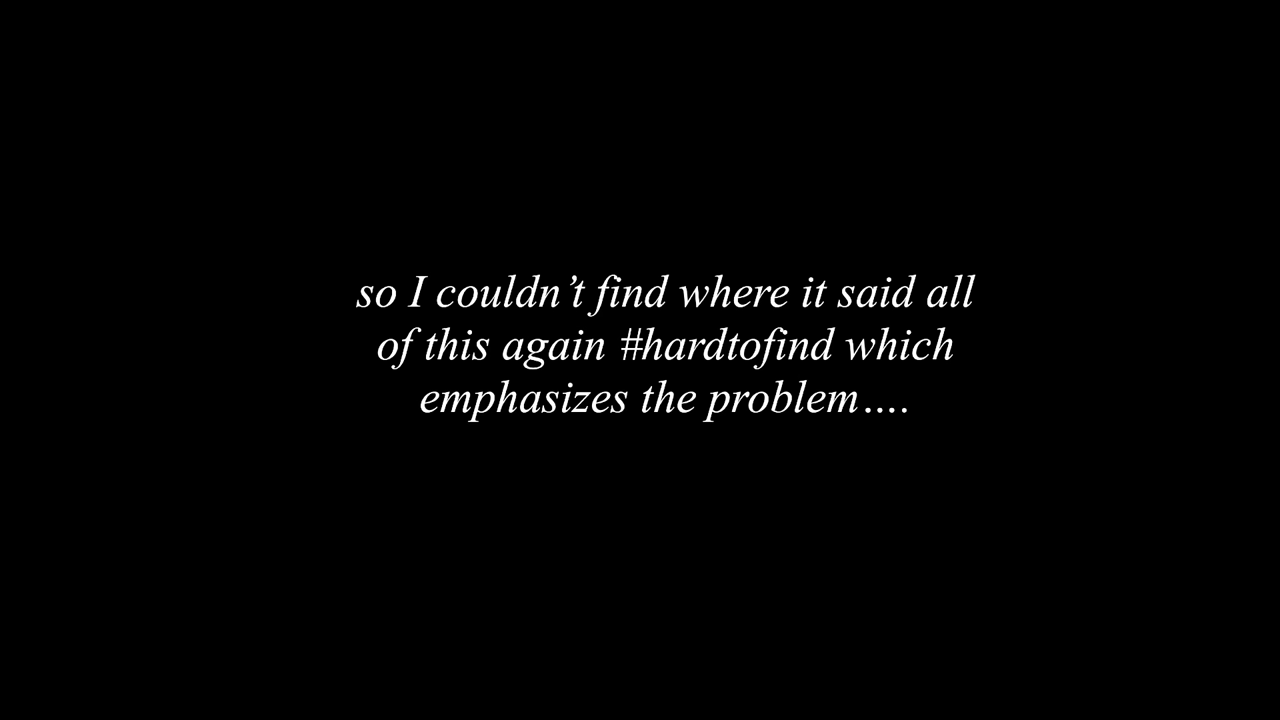 so I couldn’t find where it said all
of this again #hardtofind which
emphasizes the problem….